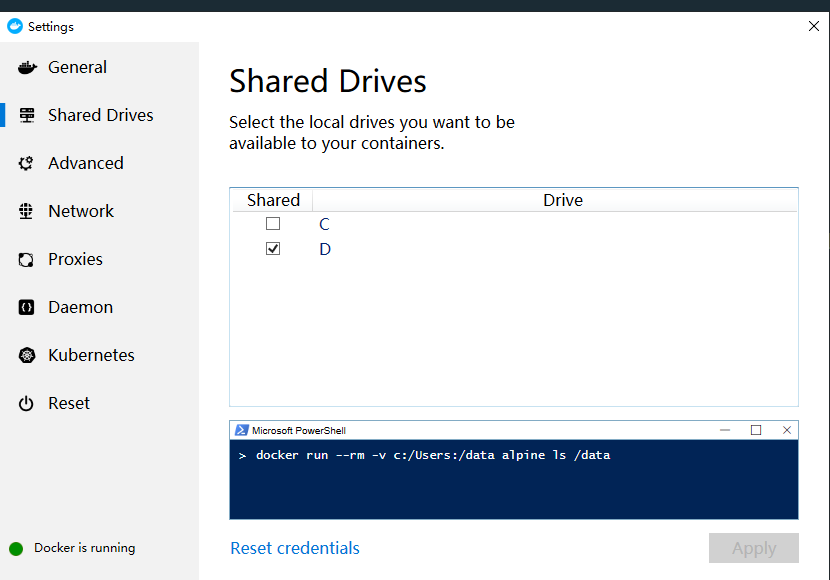 Settings
General
Shared Drives
Advanced
Network
Proxies
Daemon
Kubernetes
Reset
Docker is running
Shared Drives
Select the local drives you want to be
available to your containers.
Shared Drive
C
D
Microsoft PowerShell
> docker run --rm -v c:/Users:/data alpine ls /data
Reset credentials
Apply